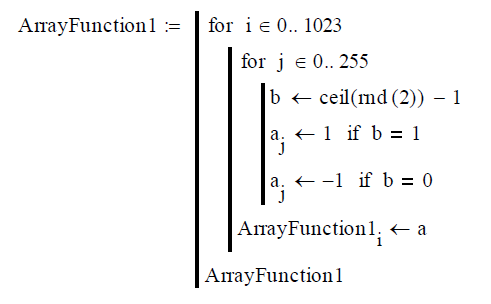 ArrayFunction1 := for i ∈ 0.. 1023
for j ∈ 0.. 255
b ← ceil(rnd(2)) − 1
a_j ← 1 if b = 1
a_j ← −1 if b = 0
ArrayFunction1_i ← a
ArrayFunction1